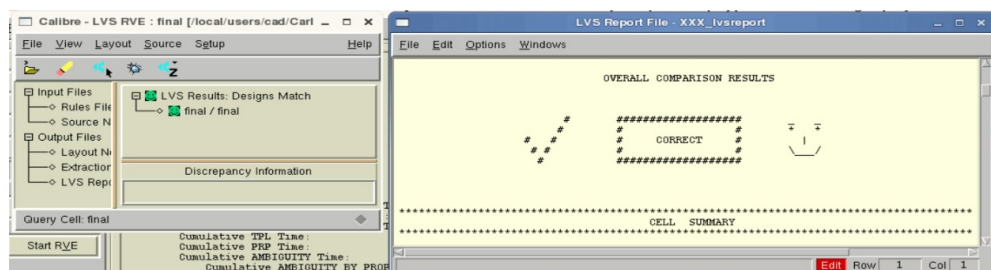 Calibre - LVS RVE : final [/local/users/cad/Carl
File View Layout Source Setup Help
Input Files
Rules File
Source N
Output Files
Layout N
Extraction
LVS Repo
LVS Results: Designs Match
final / final
Discrepancy Information
Query Cell: final
Start RVE
Cumulative TPL Time:
Cumulative PRP Time:
Cumulative AMBIGUITY Time:
Cumulative AMBIGUITY BY PROP
LVS Report File - XXX_lvsreport
File Edit Options Windows
OVERALL COMPARISON RESULTS
CORRECT
CELL SUMMARY
Edit Row 1 Col 1